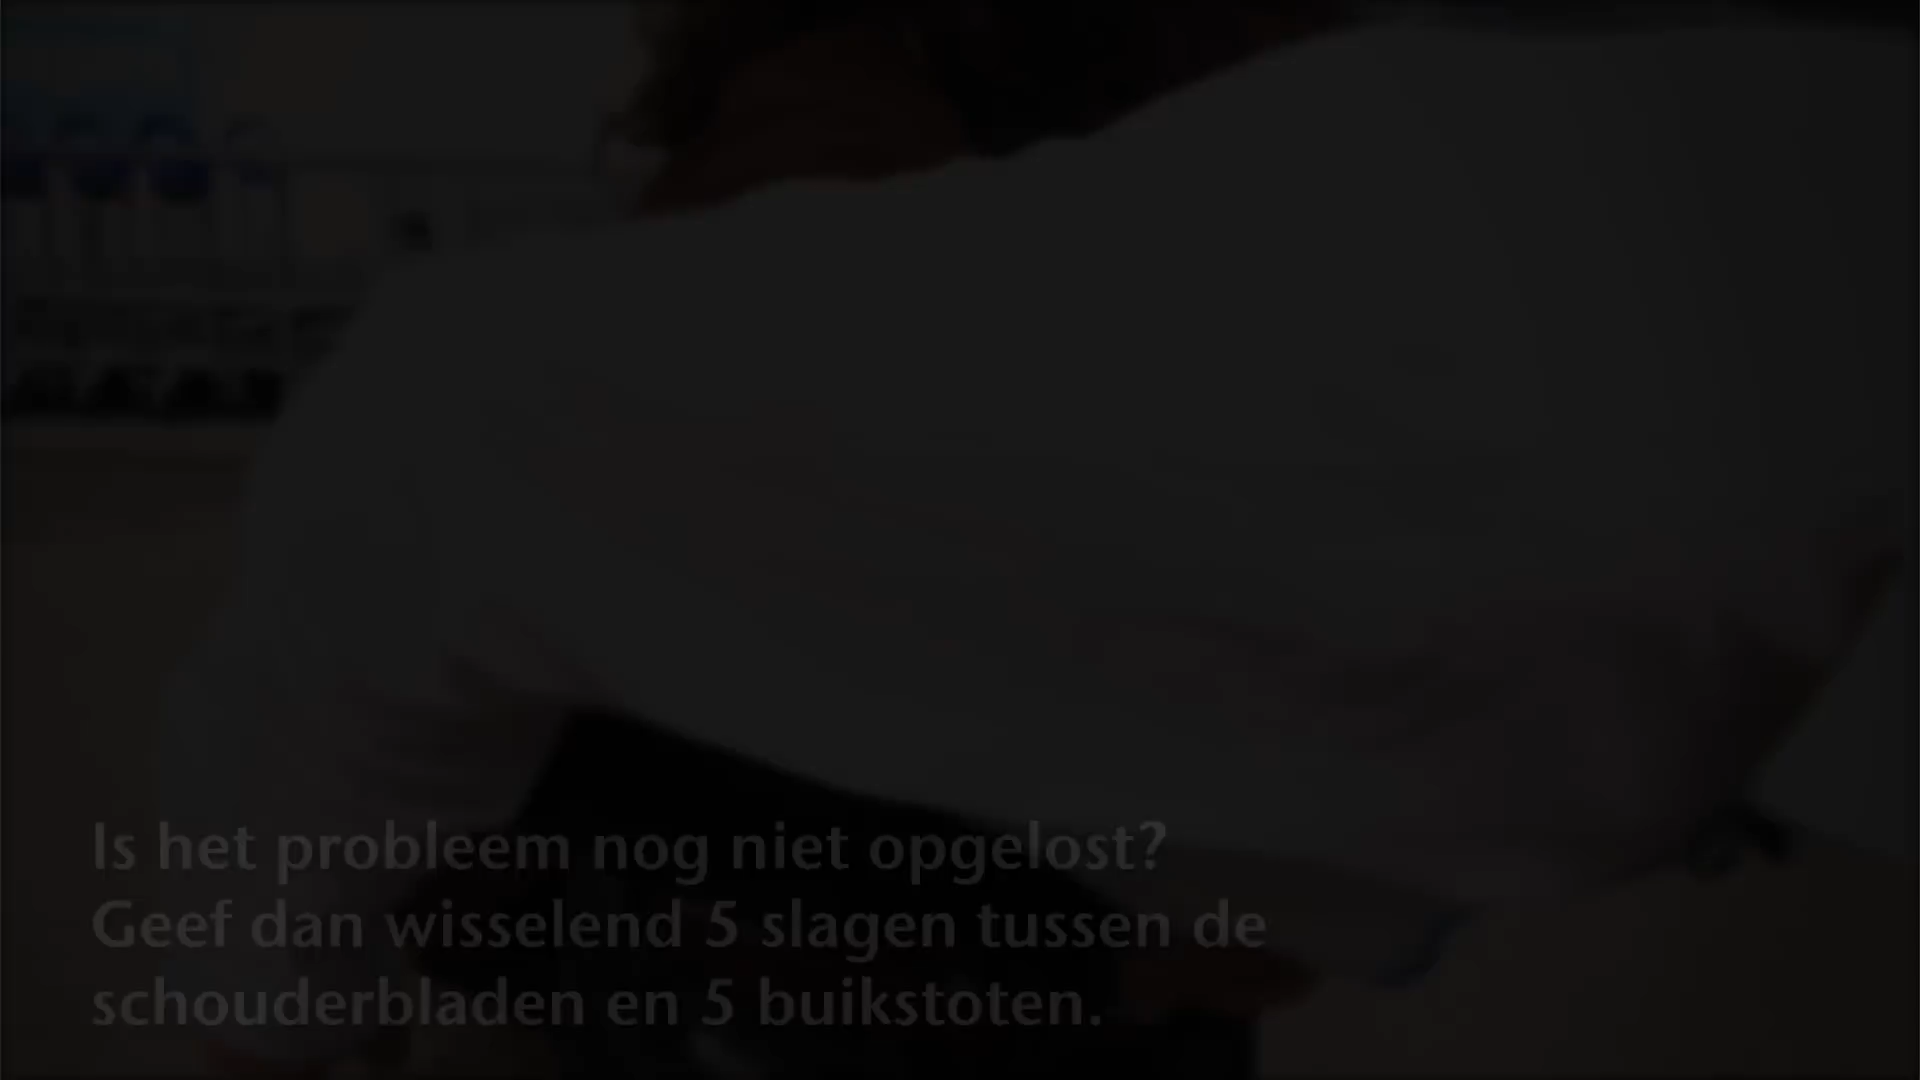 Is het probleem nog niet opgelost?
Geef dan wisselend 5 slagen tussen de
schouderbladen en 5 buikstoten.